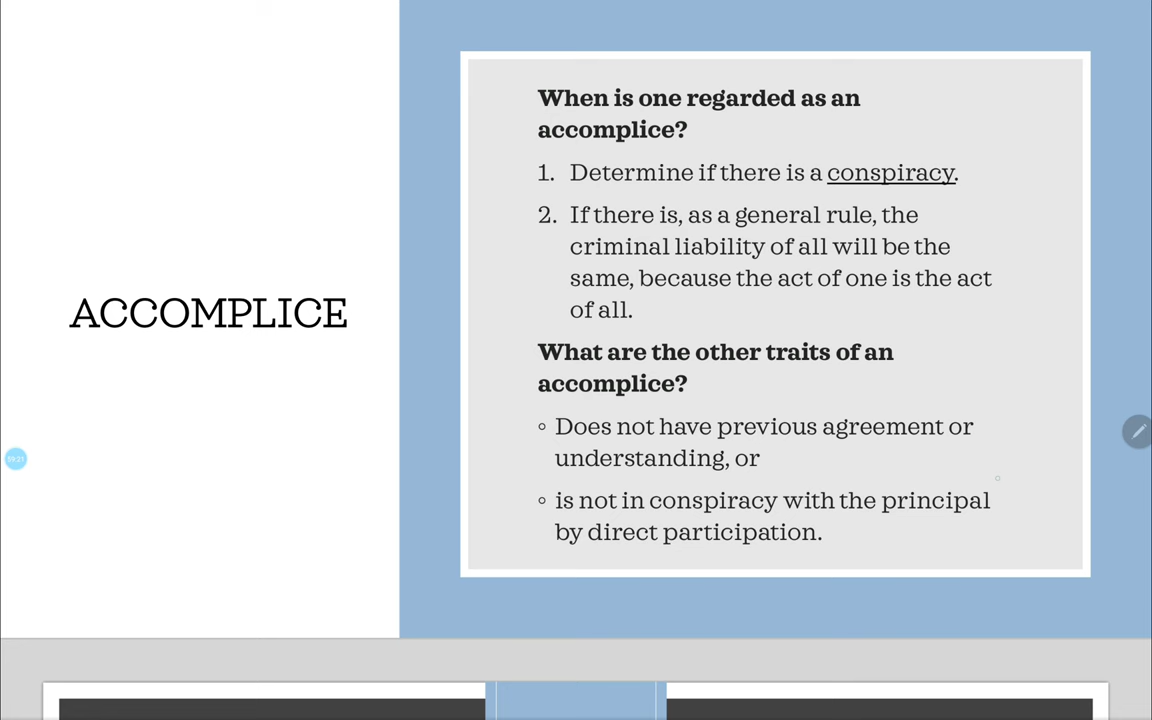 ACCOMPLICE
When is one regarded as an
accomplice?
1. Determine if there is a conspiracy.
2. If there is, as a general rule, the
criminal liability of all will be the
same, because the act of one is the act
of all.
What are the other traits of an
accomplice?
◦ Does not have previous agreement or
understanding, or
◦ is not in conspiracy with the principal
by direct participation.
59:21